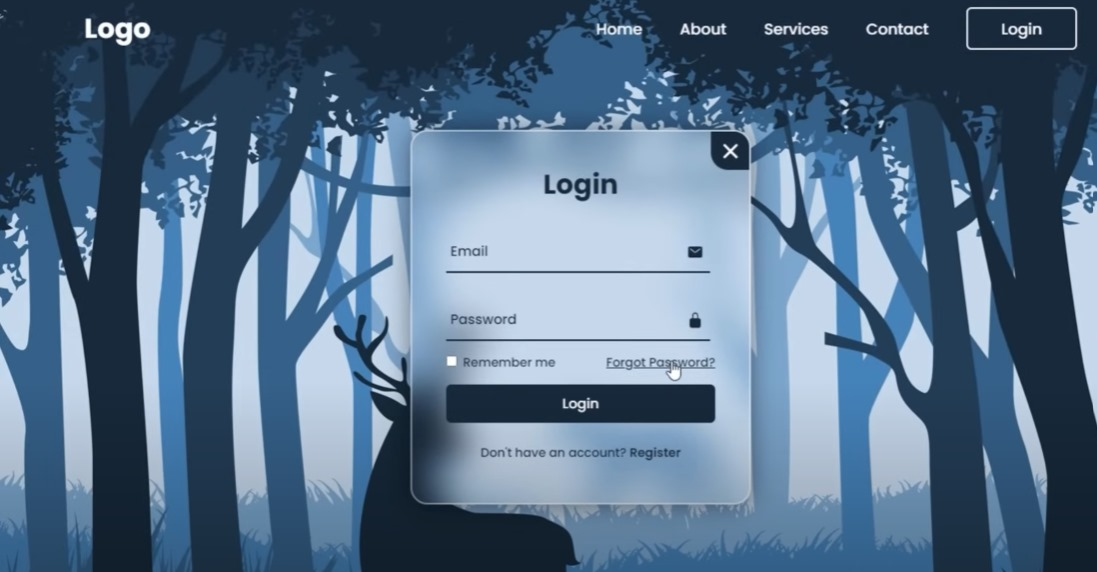 Logo
Home About Services Contact Login
Login
Email
Password
Remember me Forgot Password?
Login
Don't have an account? Register